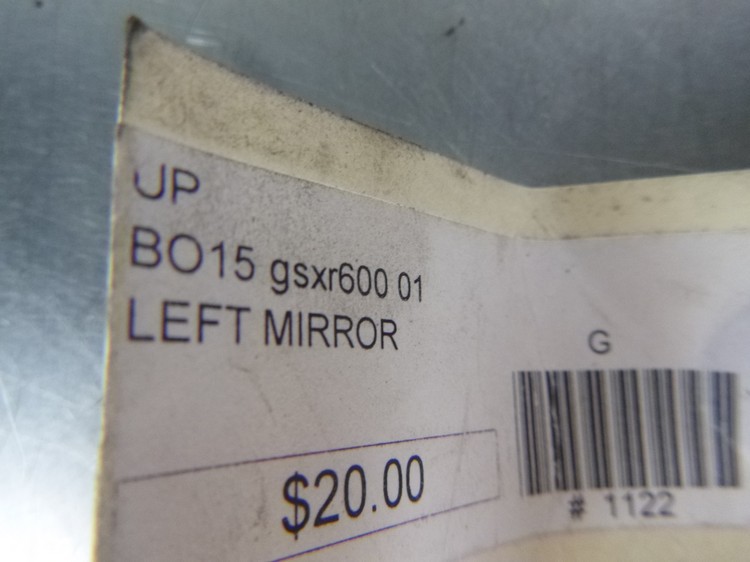 UP
BO15 gsxr600 01
LEFT MIRROR
G
$20.00
# 1122